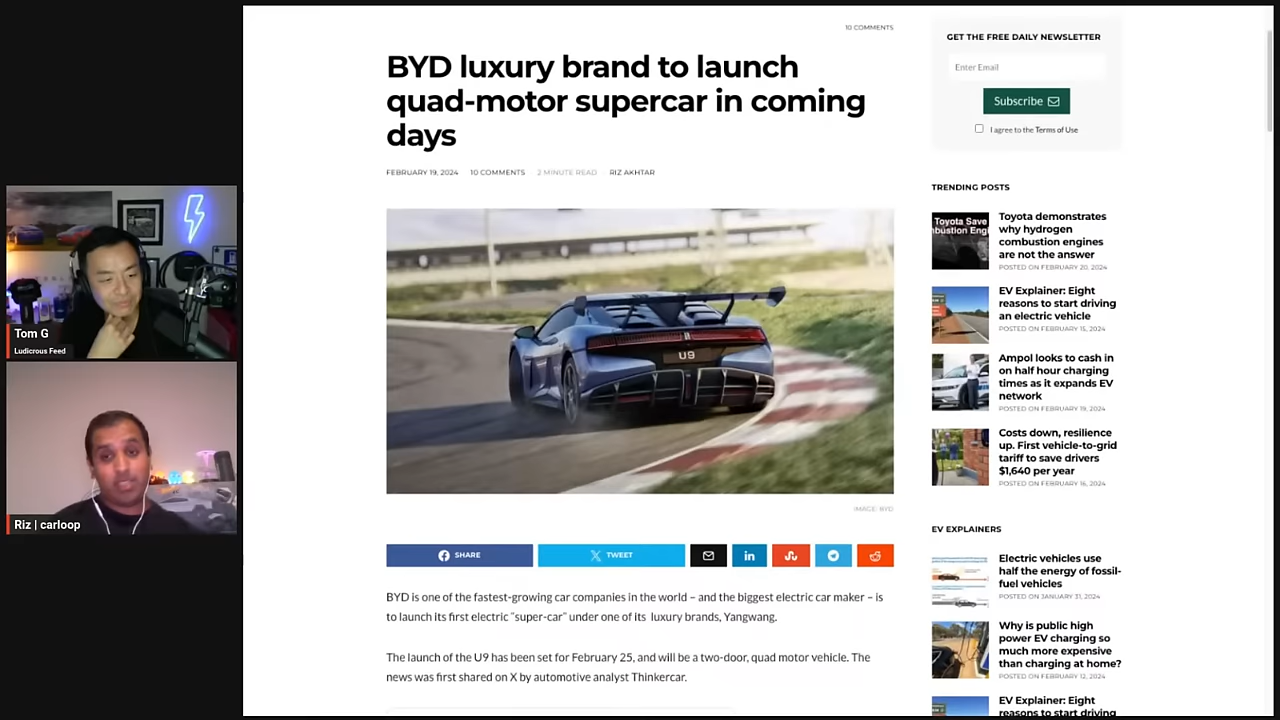 10 COMMENTS
BYD luxury brand to launch
quad-motor supercar in coming
days
FEBRUARY 19, 2024 10 COMMENTS 2 MINUTE READ RIZ AKHTAR
U9
IMAGE: BYD
SHARE
TWEET
in
BYD is one of the fastest-growing car companies in the world – and the biggest electric car maker – is
to launch its first electric "super-car" under one of its luxury brands, Yangwang.
The launch of the U9 has been set for February 25, and will be a two-door, quad motor vehicle. The
news was first shared on X by automotive analyst Thinkercar.
GET THE FREE DAILY NEWSLETTER
Enter Email
Subscribe
I agree to the Terms of Use
TRENDING POSTS
Toyota Save
Toyota demonstrates
why hydrogen
combustion engines
are not the answer
POSTED ON FEBRUARY 20, 2024
EV Explainer: Eight
reasons to start driving
an electric vehicle
POSTED ON FEBRUARY 15, 2024
Ampol looks to cash in
on half hour charging
times as it expands EV
network
POSTED ON FEBRUARY 19, 2024
Costs down, resilience
up. First vehicle-to-grid
tariff to save drivers
$1,640 per year
POSTED ON FEBRUARY 16, 2024
EV EXPLAINERS
Electric vehicles use
half the energy of fossil-
fuel vehicles
POSTED ON JANUARY 31, 2024
Why is public high
power EV charging so
much more expensive
than charging at home?
POSTED ON FEBRUARY 12, 2024
EV Explainer: Eight
reasons to start driving
Tom G
Ludicrous Feed
Riz | carloop